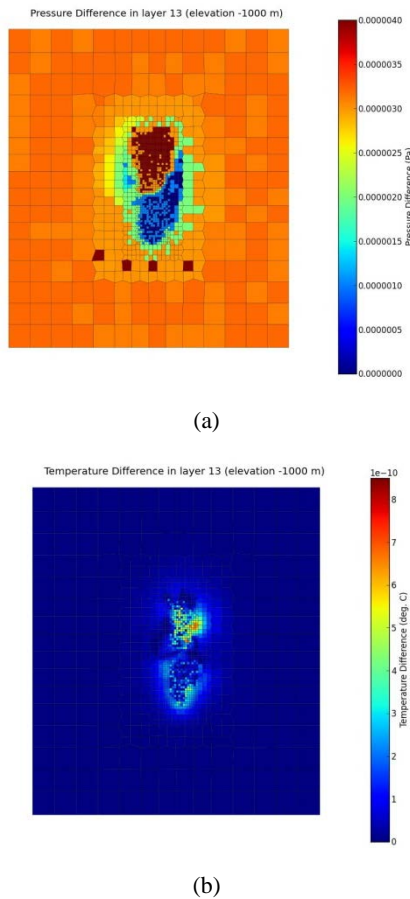 Pressure Difference in layer 13 (elevation -1000 m)
0.0000040
0.0000035
0.0000030
0.0000025
0.0000020
0.0000015
0.0000010
0.0000005
0.0000000
Pressure Difference (Pa)
(a)
Temperature Difference in layer 13 (elevation -1000 m)
1e-10
8
7
6
5
4
3
2
1
0
Temperature Difference (deg. C)
(b)